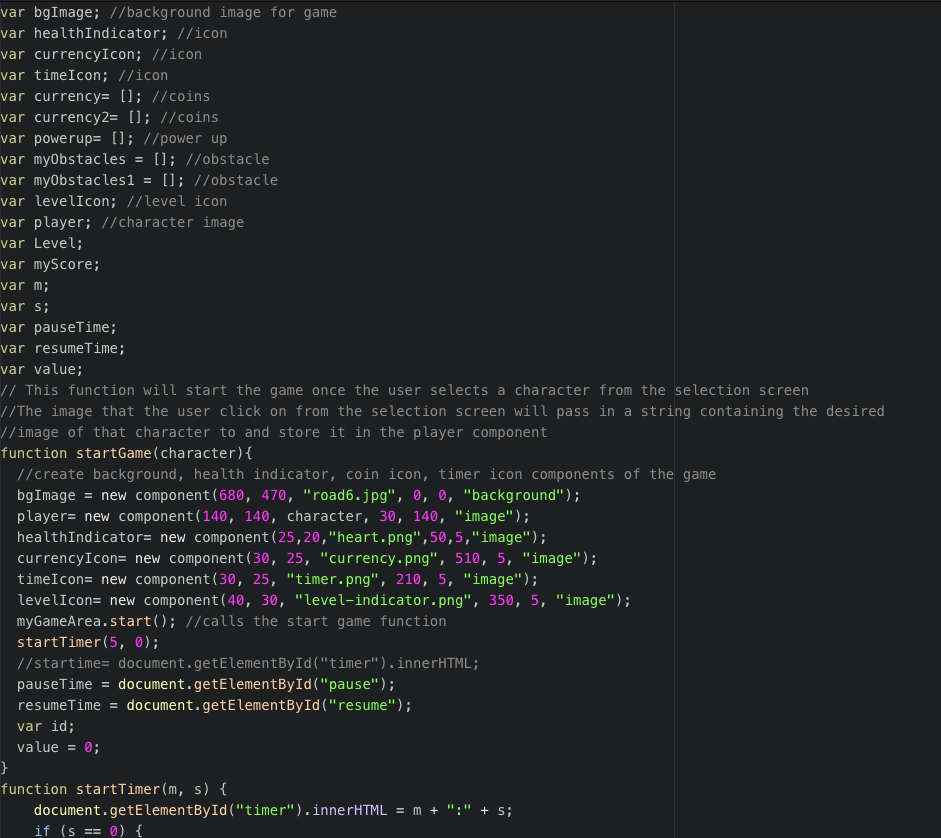 var bgImage; //background image for game
var healthIndicator; //icon
var currencyIcon; //icon
var timeIcon; //icon
var currency= []; //coins
var currency2= []; //coins
var powerup= []; //power up
var myObstacles = []; //obstacle
var myObstacles1 = []; //obstacle
var levelIcon; //level icon
var player; //character image
var Level;
var myScore;
var m;
var s;
var pauseTime;
var resumeTime;
var value;
// This function will start the game once the user selects a character from the selection screen
//The image that the user click on from the selection screen will pass in a string containing the desired
//image of that character to and store it in the player component
function startGame(character){
  //create background, health indicator, coin icon, timer icon components of the game
  bgImage = new component(680, 470, "road6.jpg", 0, 0, "background");
  player= new component(140, 140, character, 30, 140, "image");
  healthIndicator= new component(25,20,"heart.png",50,5,"image");
  currencyIcon= new component(30, 25, "currency.png", 510, 5, "image");
  timeIcon= new component(30, 25, "timer.png", 210, 5, "image");
  levelIcon= new component(40, 30, "level-indicator.png", 350, 5, "image");
  myGameArea.start(); //calls the start game function
  startTimer(5, 0);
  //startime= document.getElementById("timer").innerHTML;
  pauseTime = document.getElementById("pause");
  resumeTime = document.getElementById("resume");
  var id;
  value = 0;
}
function startTimer(m, s) {
    document.getElementById("timer").innerHTML = m + ":" + s;
    if (s == 0) {